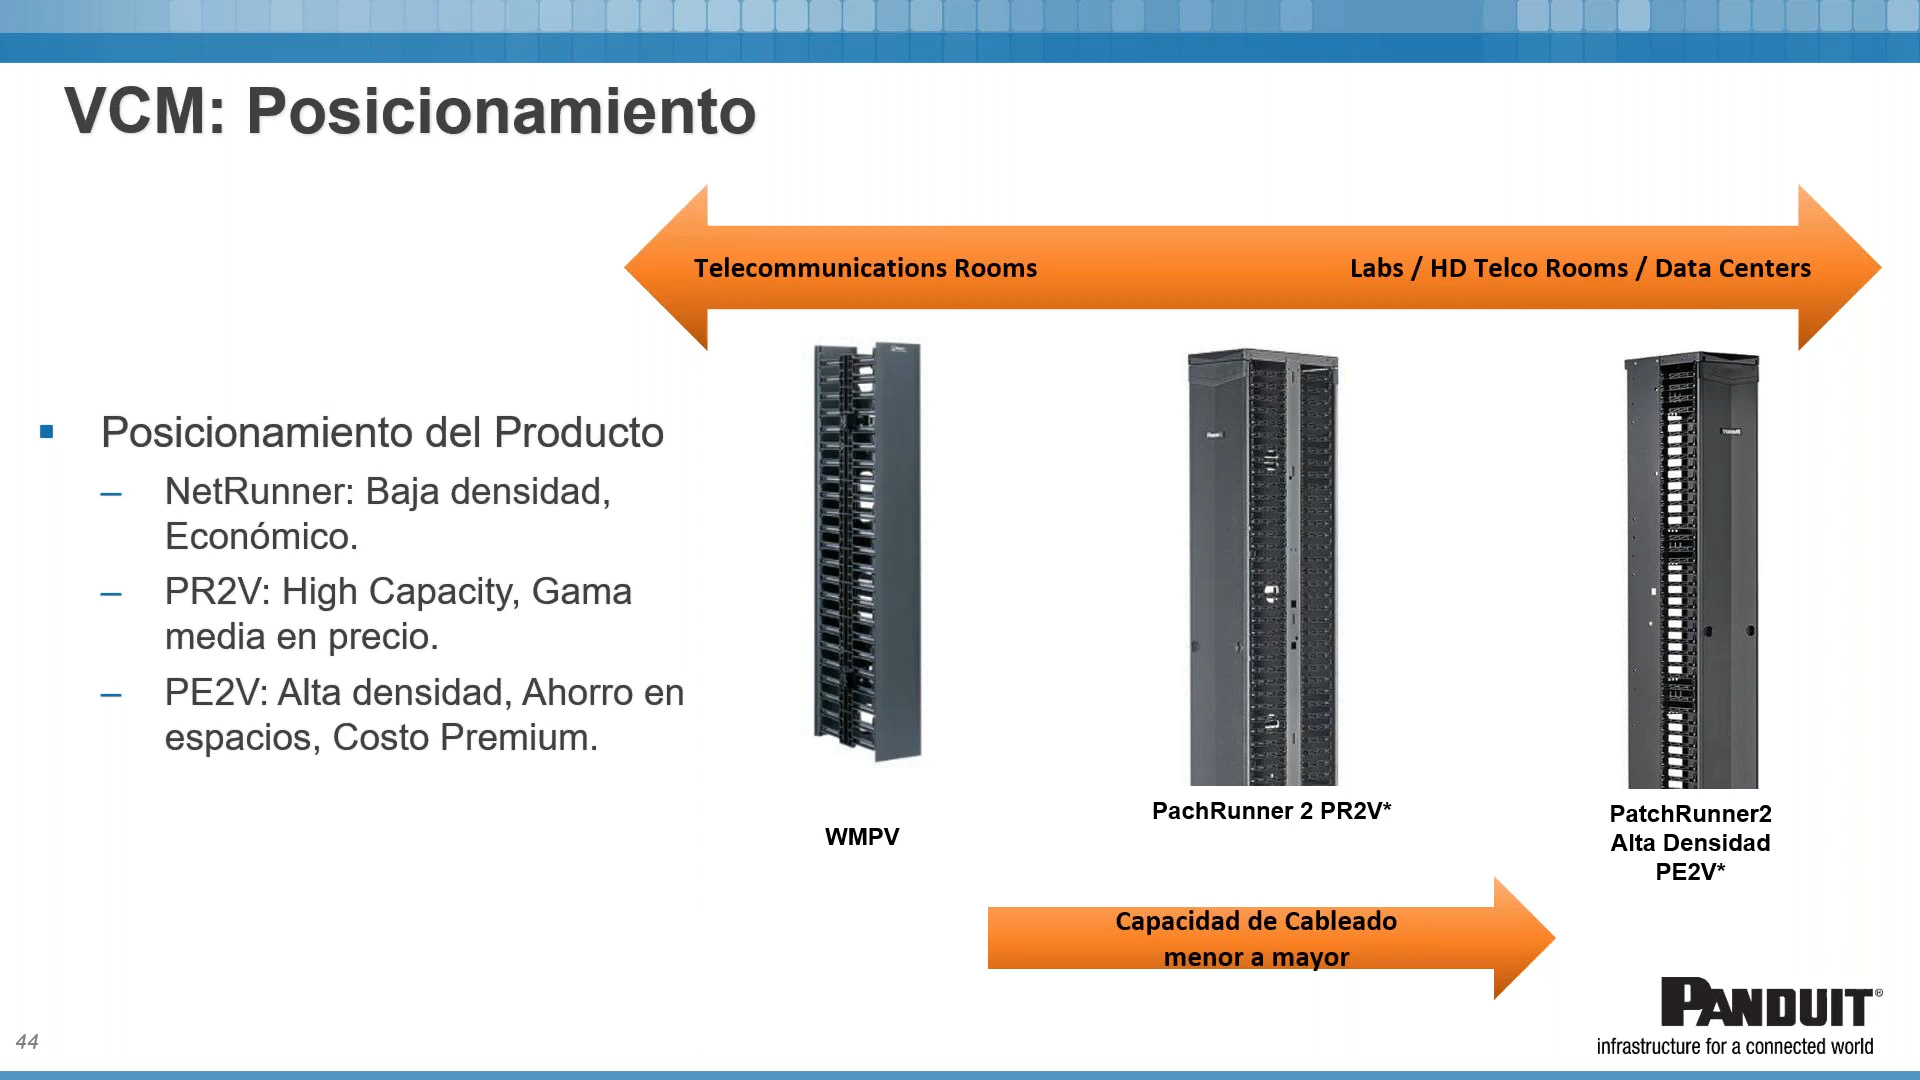 VCM: Posicionamiento
Telecommunications Rooms
Labs / HD Telco Rooms / Data Centers
Posicionamiento del Producto
– NetRunner: Baja densidad,
Económico.
– PR2V: High Capacity, Gama
media en precio.
– PE2V: Alta densidad, Ahorro en
espacios, Costo Premium.
WMPV
PachRunner 2 PR2V*
PatchRunner2
Alta Densidad
PE2V*
Capacidad de Cableado
menor a mayor
PANDUIT®
infrastructure for a connected world
44